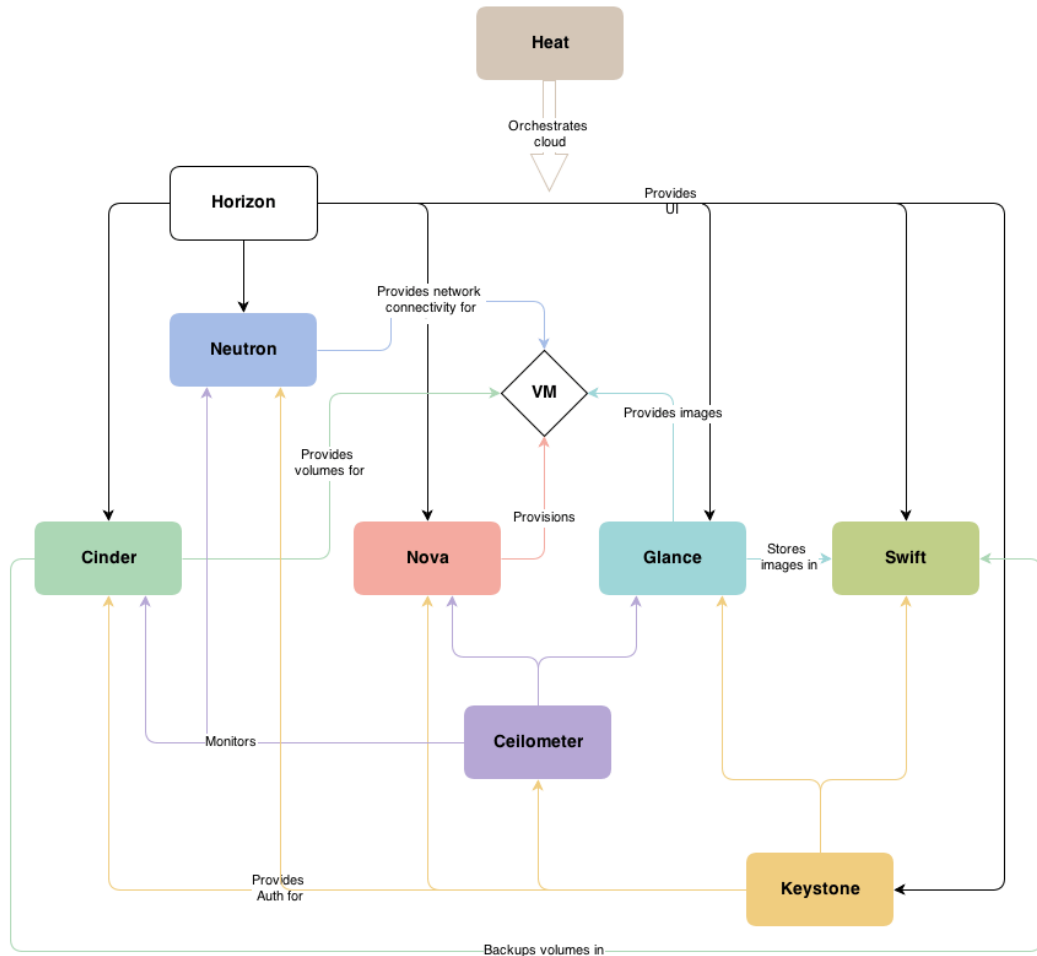 Heat
Orchestrates
cloud
Horizon
Provides
UI
Provides network
connectivity for
Neutron
VM
Provides images
Provides
volumes for
Provisions
Cinder
Nova
Glance
Stores
images in
Swift
Ceilometer
Monitors
Provides
Auth for
Keystone
Backups volumes in